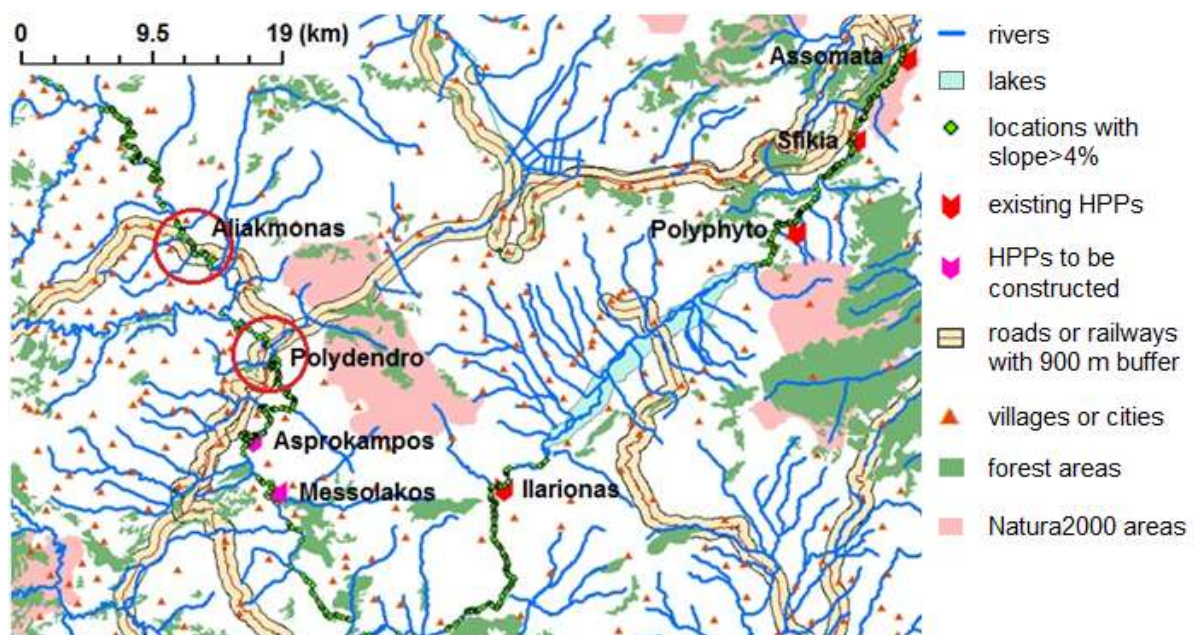 0 9.5 19 (km)
Assomata
Sfikia
Aliakmonas
Polyphyto
Polydendro
Asprokampos
Messolakos
Ilarionas
rivers
lakes
locations with
slope>4%
existing HPPs
HPPs to be
constructed
roads or railways
with 900 m buffer
villages or cities
forest areas
Natura2000 areas